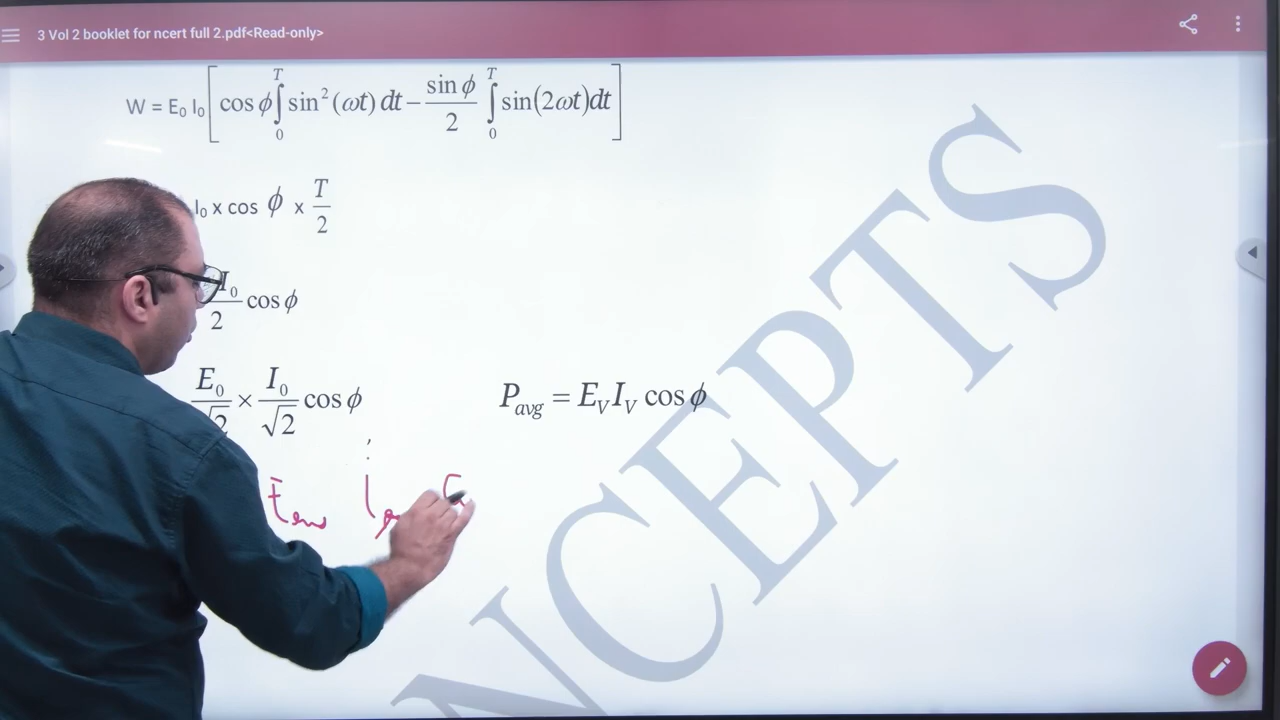 3 Vol 2 booklet for ncert full 2.pdf<Read-only>
W = E₀ I₀ [ cos ϕ ∫₀ᵀ sin² (ωt) dt − sin ϕ / 2 ∫₀ᵀ sin(2ωt)dt ]
I₀ x cos ϕ x T / 2
I₀ / 2 cos ϕ
E₀ / √2 × I₀ / √2 cos ϕ
P_avg = E_V I_V cos ϕ
NCEPTS